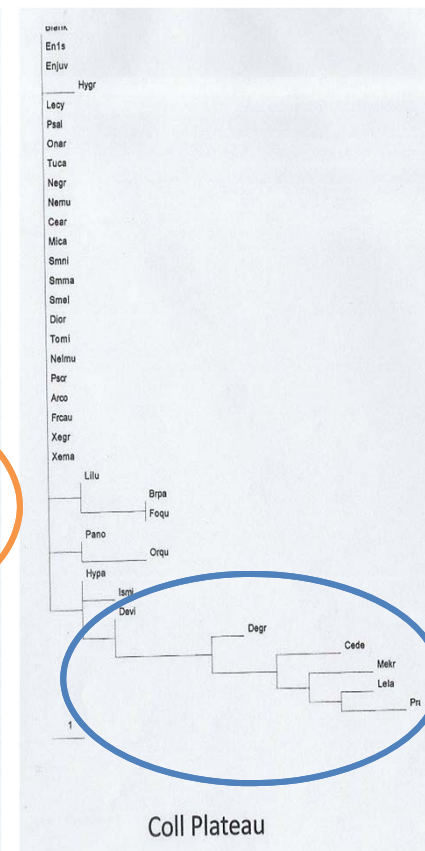 En1s
Enjuv
Hygr
Lecy
Psal
Onar
Tuca
Negr
Nemu
Cear
Mica
Smni
Smma
Smel
Dior
Tomi
Nelmu
Pscr
Arco
Frcau
Xegr
Xema
Lilu
Brpa
Foqu
Pano
Orqu
Hypa
Ismi
Devi
Degr
Cede
Mekr
Lela
1
Coll Plateau